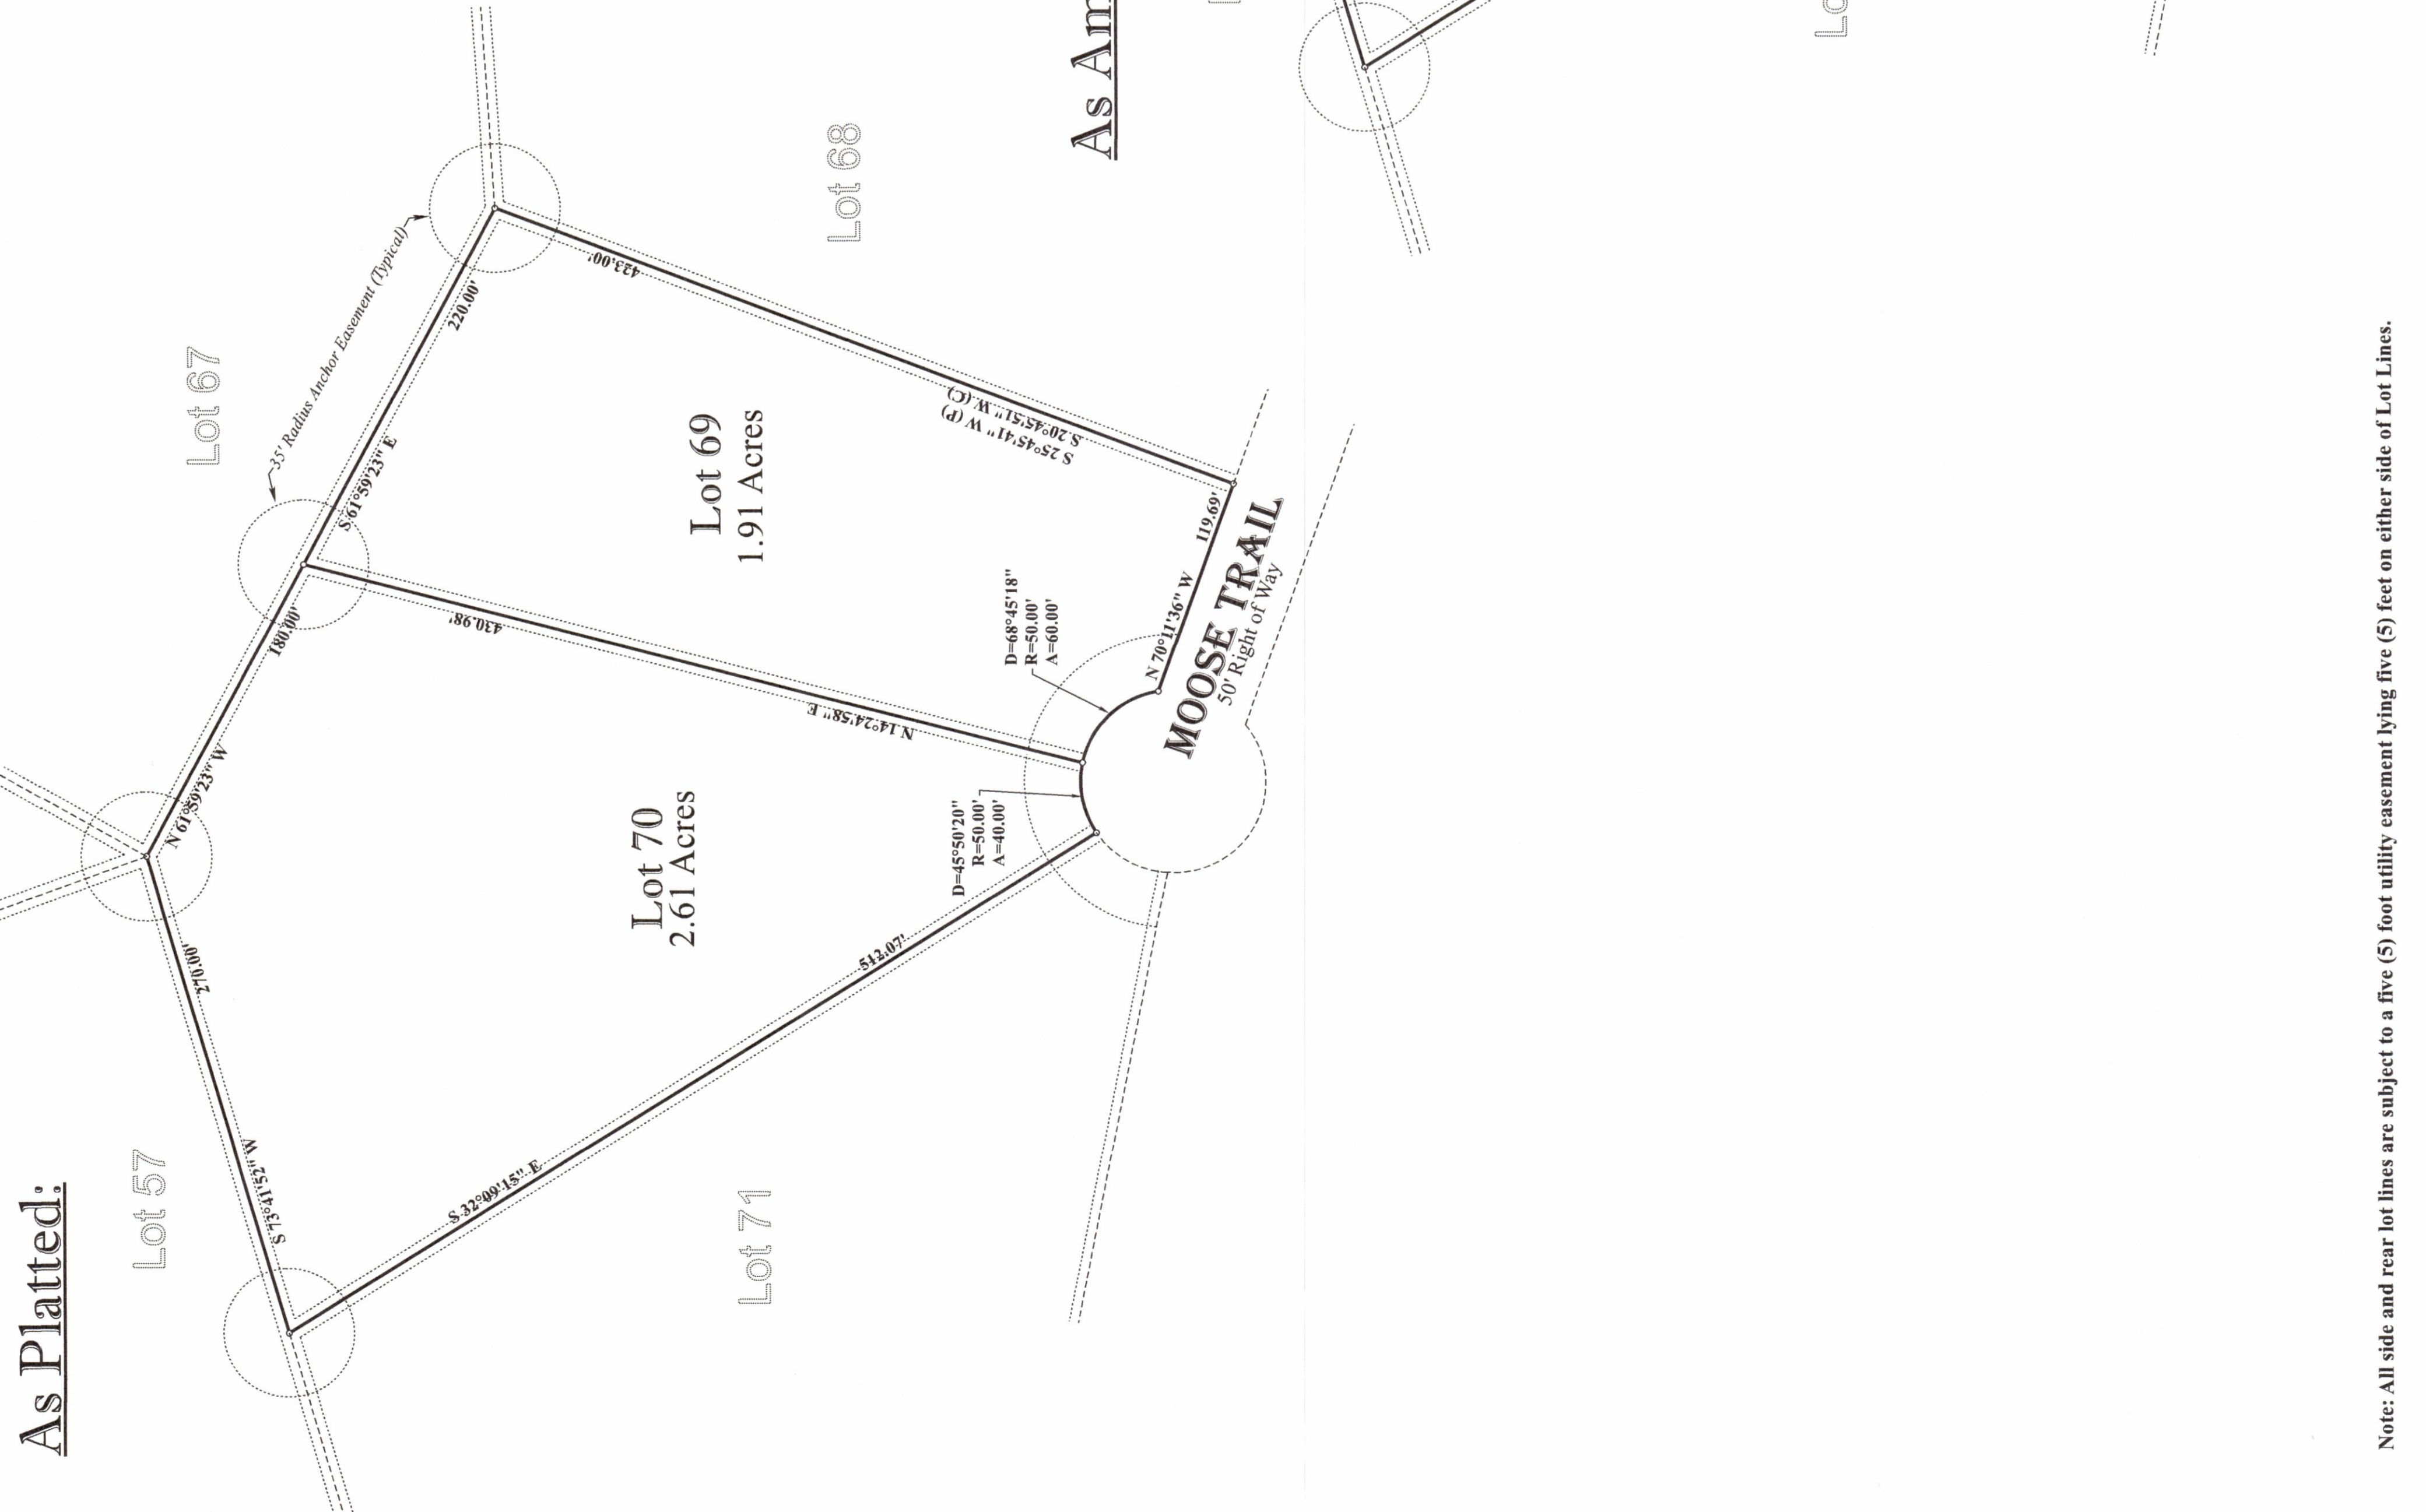 As Platted:
Lot 57
Lot 67
35' Radius Anchor Easement (Typical)
N 61°59'23" W
180.00'
S 61°59'23" E
220.00'
S 73°41'52" W
270.00'
423.00'
S 20°45'51" W (C)
S 25°45'41" W (P)
430.98'
N 14°24'58" E
Lot 70
2.61 Acres
Lot 69
1.91 Acres
Lot 68
S 32°09'15" E
512.07'
Lot 71
D=45°50'20"
R=50.00'
A=40.00'
D=68°45'18"
R=50.00'
A=60.00'
N 70°11'36" W
119.69'
MOOSE TRAIL
50' Right of Way
As Am
Note: All side and rear lot lines are subject to a five (5) foot utility easement lying five (5) feet on either side of Lot Lines.